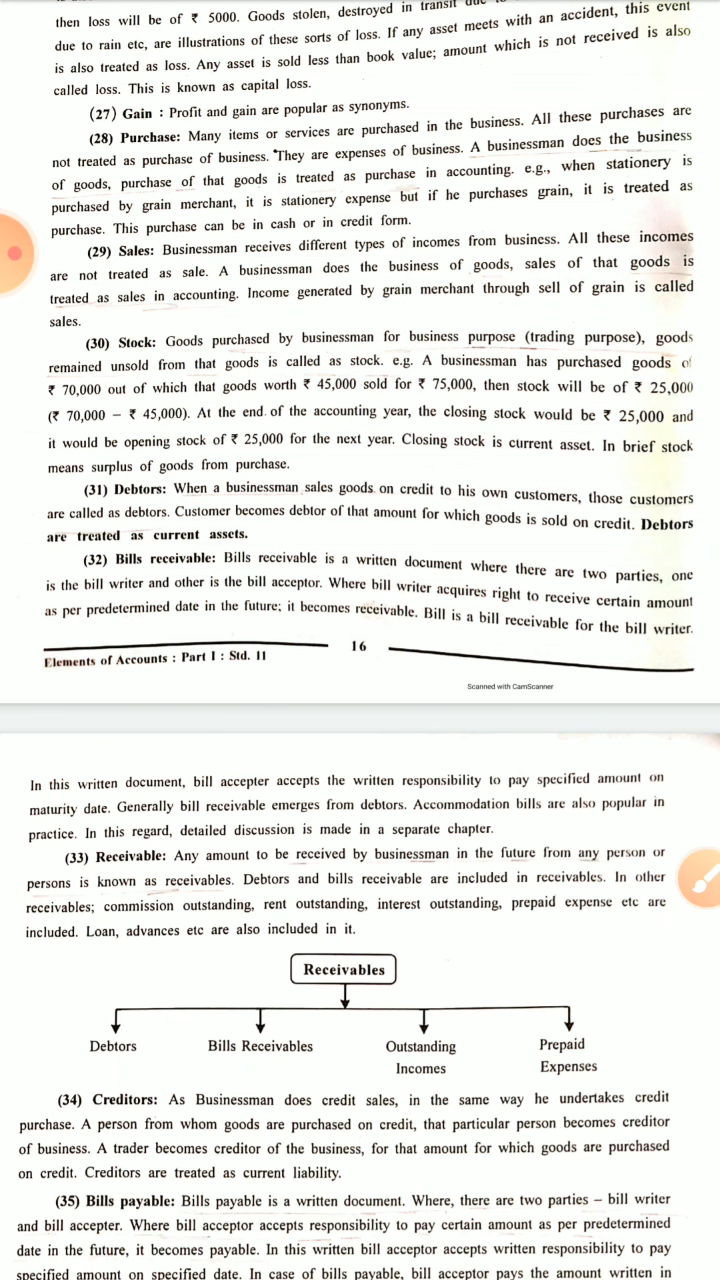 then loss will be of ₹ 5000. Goods stolen, destroyed in transit due to
due to rain etc, are illustrations of these sorts of loss. If any asset meets with an accident, this event
is also treated as loss. Any asset is sold less than book value; amount which is not received is also
called loss. This is known as capital loss.
(27) Gain : Profit and gain are popular as synonyms.
(28) Purchase: Many items or services are purchased in the business. All these purchases are
not treated as purchase of business. They are expenses of business. A businessman does the business
of goods, purchase of that goods is treated as purchase in accounting. e.g., when stationery is
purchased by grain merchant, it is stationery expense but if he purchases grain, it is treated as
purchase. This purchase can be in cash or in credit form.
(29) Sales: Businessman receives different types of incomes from business. All these incomes
are not treated as sale. A businessman does the business of goods, sales of that goods is
treated as sales in accounting. Income generated by grain merchant through sell of grain is called
sales.
(30) Stock: Goods purchased by businessman for business purpose (trading purpose), goods
remained unsold from that goods is called as stock. e.g. A businessman has purchased goods of
₹ 70,000 out of which that goods worth ₹ 45,000 sold for ₹ 75,000, then stock will be of ₹ 25,000
(₹ 70,000 – ₹ 45,000). At the end of the accounting year, the closing stock would be ₹ 25,000 and
it would be opening stock of ₹ 25,000 for the next year. Closing stock is current asset. In brief stock
means surplus of goods from purchase.
(31) Debtors: When a businessman sales goods on credit to his own customers, those customers
are called as debtors. Customer becomes debtor of that amount for which goods is sold on credit. Debtors
are treated as current assets.
(32) Bills receivable: Bills receivable is a written document where there are two parties, one
is the bill writer and other is the bill acceptor. Where bill writer acquires right to receive certain amount
as per predetermined date in the future; it becomes receivable. Bill is a bill receivable for the bill writer.
Elements of Accounts : Part I : Std. 11
16
Scanned with CamScanner
In this written document, bill accepter accepts the written responsibility to pay specified amount on
maturity date. Generally bill receivable emerges from debtors. Accommodation bills are also popular in
practice. In this regard, detailed discussion is made in a separate chapter.
(33) Receivable: Any amount to be received by businessman in the future from any person or
persons is known as receivables. Debtors and bills receivable are included in receivables. In other
receivables; commission outstanding, rent outstanding, interest outstanding, prepaid expense etc are
included. Loan, advances etc are also included in it.
Receivables
Debtors
Bills Receivables
Outstanding
Incomes
Prepaid
Expenses
(34) Creditors: As Businessman does credit sales, in the same way he undertakes credit
purchase. A person from whom goods are purchased on credit, that particular person becomes creditor
of business. A trader becomes creditor of the business, for that amount for which goods are purchased
on credit. Creditors are treated as current liability.
(35) Bills payable: Bills payable is a written document. Where, there are two parties – bill writer
and bill accepter. Where bill acceptor accepts responsibility to pay certain amount as per predetermined
date in the future, it becomes payable. In this written bill acceptor accepts written responsibility to pay
specified amount on specified date. In case of bills payable, bill acceptor pays the amount written in